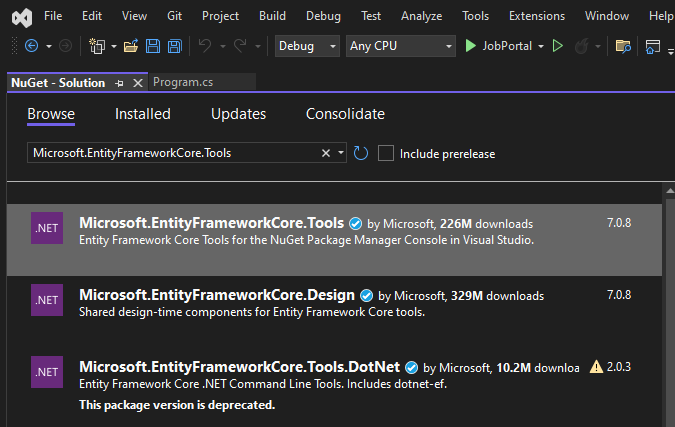 File Edit View Git Project Build Debug Test Analyze Tools Extensions Window Help
Debug Any CPU JobPortal
NuGet - Solution Program.cs
Browse Installed Updates Consolidate
Microsoft.EntityFrameworkCore.Tools Include prerelease
.NET Microsoft.EntityFrameworkCore.Tools by Microsoft, 226M downloads 7.0.8
Entity Framework Core Tools for the NuGet Package Manager Console in Visual Studio.
.NET Microsoft.EntityFrameworkCore.Design by Microsoft, 329M downloads 7.0.8
Shared design-time components for Entity Framework Core tools.
.NET Microsoft.EntityFrameworkCore.Tools.DotNet by Microsoft, 10.2M downloa 2.0.3
Entity Framework Core .NET Command Line Tools. Includes dotnet-ef.
This package version is deprecated.